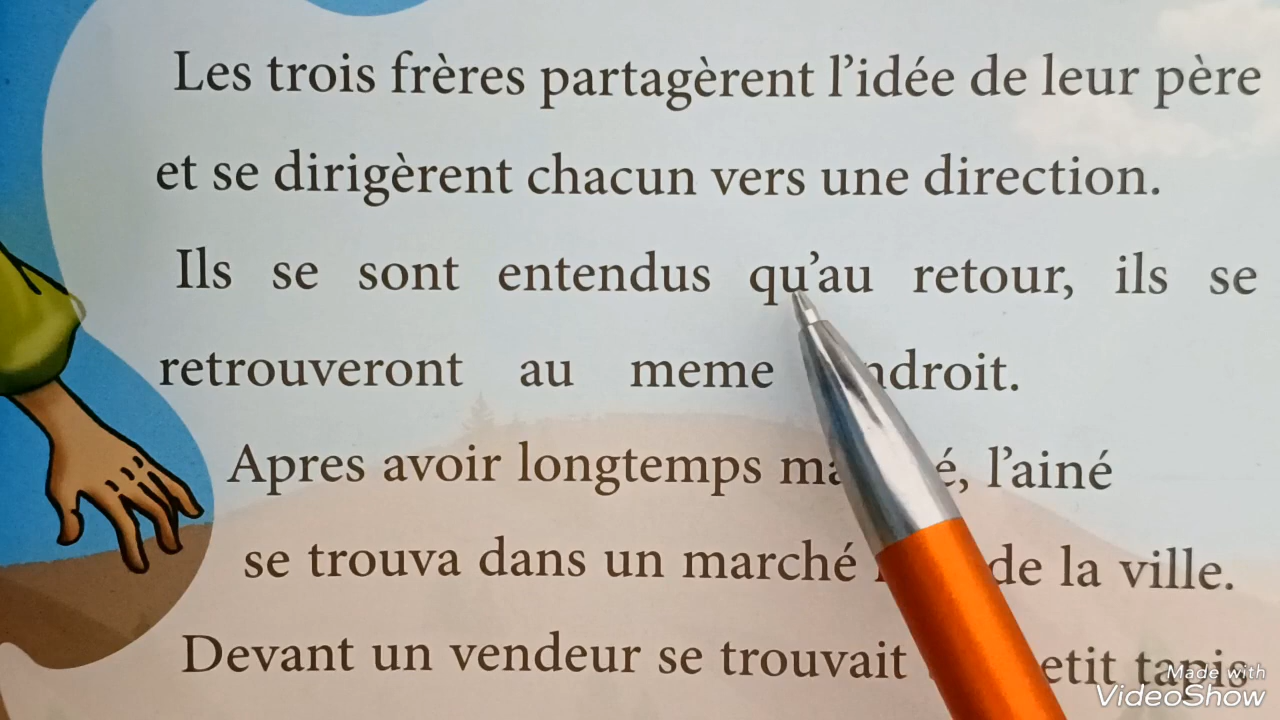 Les trois frères partagèrent l'idée de leur père
et se dirigèrent chacun vers une direction.
Ils se sont entendus qu'au retour, ils se
retrouveront au meme
Apres avoir longtemps l'ainé
se trouva dans un marché de la ville.
Devant un vendeur se trouvait tapis
Made with
VideoShow